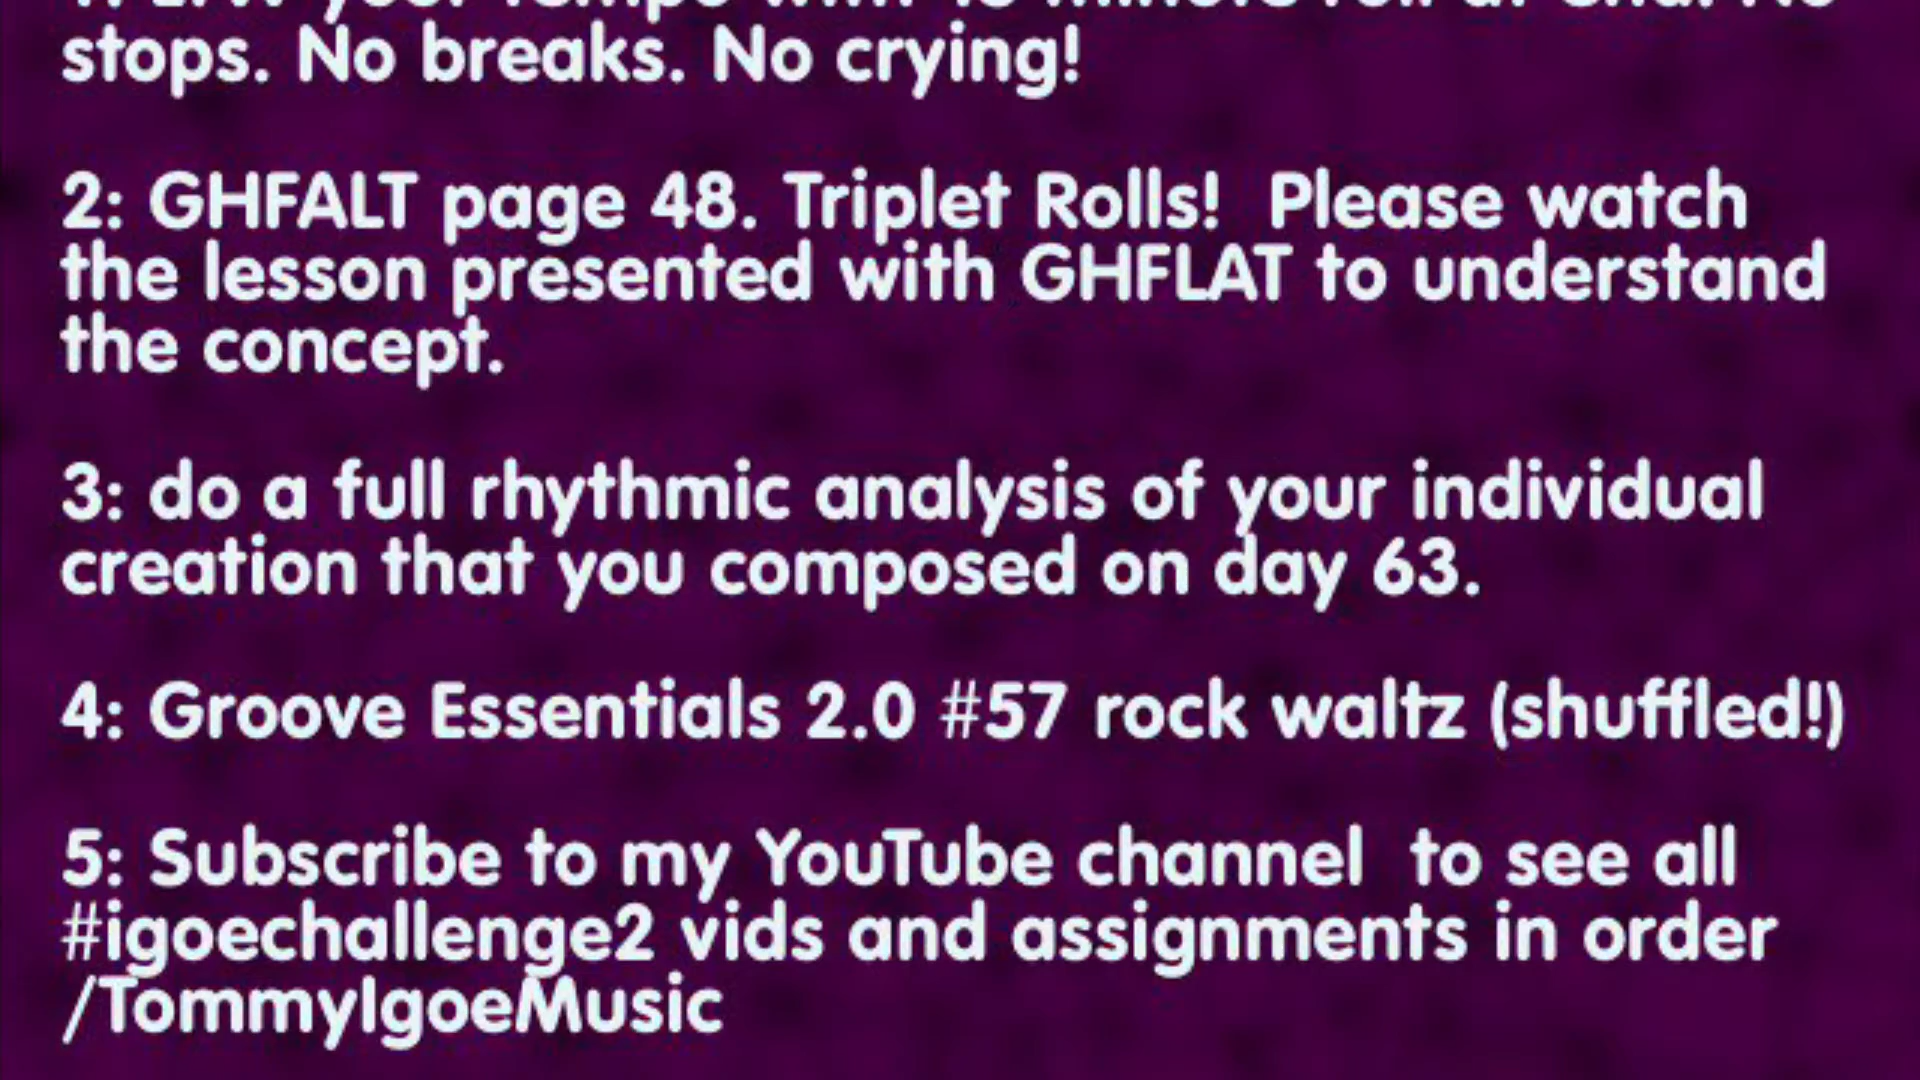 stops. No breaks. No crying!
2: GHFALT page 48. Triplet Rolls! Please watch
the lesson presented with GHFLAT to understand
the concept.
3: do a full rhythmic analysis of your individual
creation that you composed on day 63.
4: Groove Essentials 2.0 #57 rock waltz (shuffled!)
5: Subscribe to my YouTube channel to see all
#igoechallenge2 vids and assignments in order
/TommyIgoeMusic